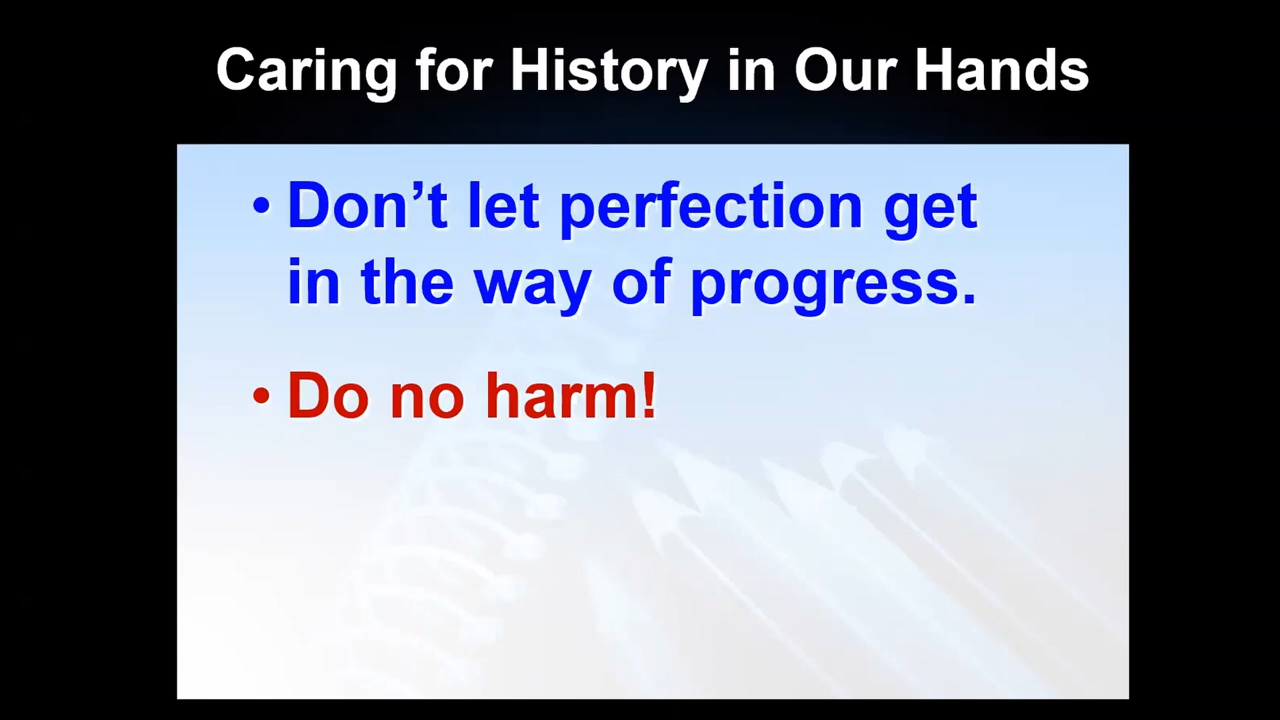 Caring for History in Our Hands
• Don’t let perfection get
in the way of progress.
• Do no harm!